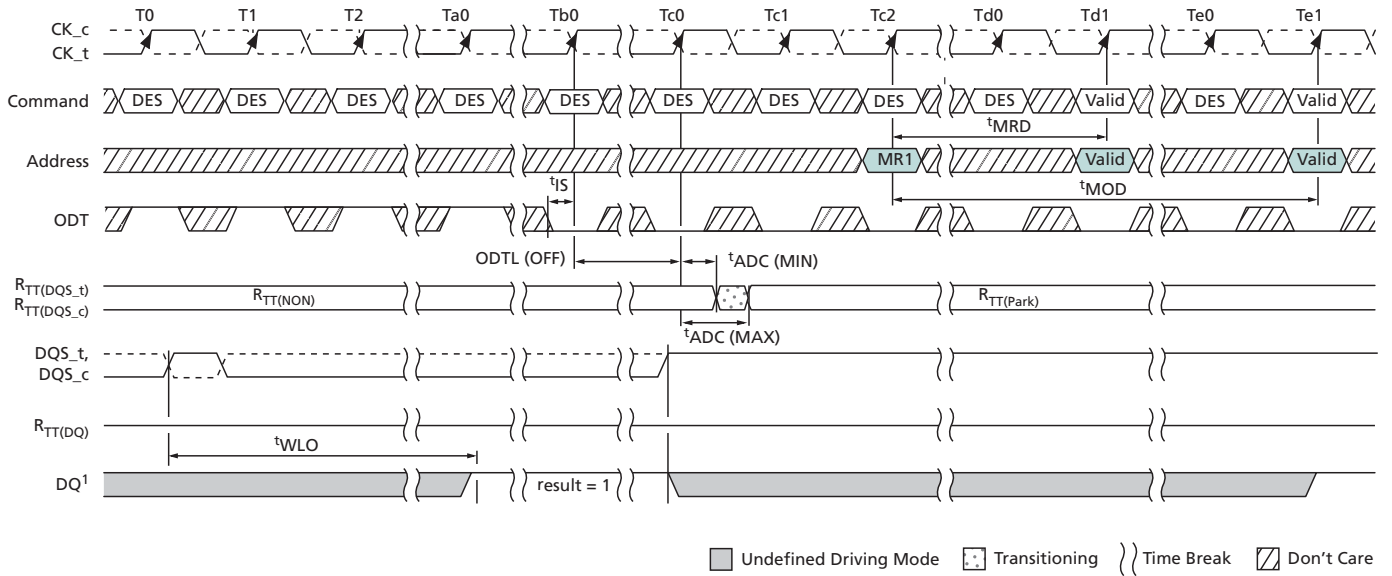 T0 T1 T2 Ta0 Tb0 Tc0 Tc1 Tc2 Td0 Td1 Te0 Te1
CK_c
CK_t
Command DES DES DES DES DES DES DES DES DES Valid DES Valid
tMRD
Address MR1 Valid Valid
tIS tMOD
ODT
ODTL (OFF) tADC (MIN)
RTT(DQS_t)
RTT(DQS_c) RTT(NON) RTT(Park)
tADC (MAX)
DQS_t,
DQS_c
RTT(DQ)
tWLO
DQ1 result = 1
Undefined Driving Mode Transitioning Time Break Don't Care